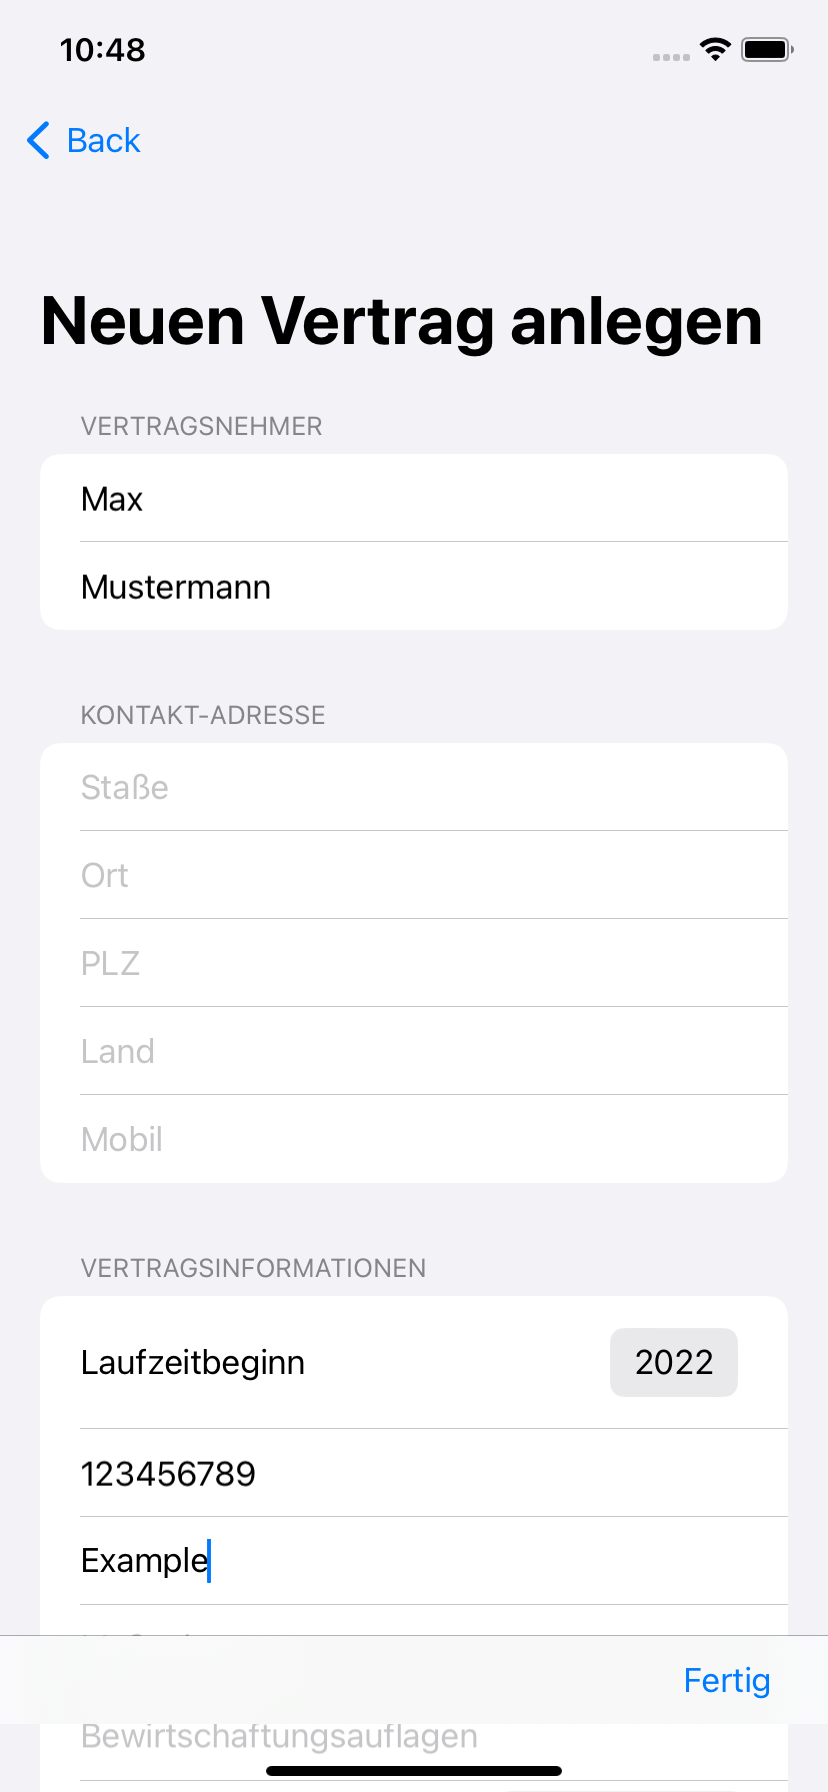 10:48
Back
Neuen Vertrag anlegen
VERTRAGSNEHMER
Max
Mustermann
KONTAKT-ADRESSE
Staße
Ort
PLZ
Land
Mobil
VERTRAGSINFORMATIONEN
Laufzeitbeginn 2022
123456789
Example
Fertig
Bewirtschaftungsauflagen